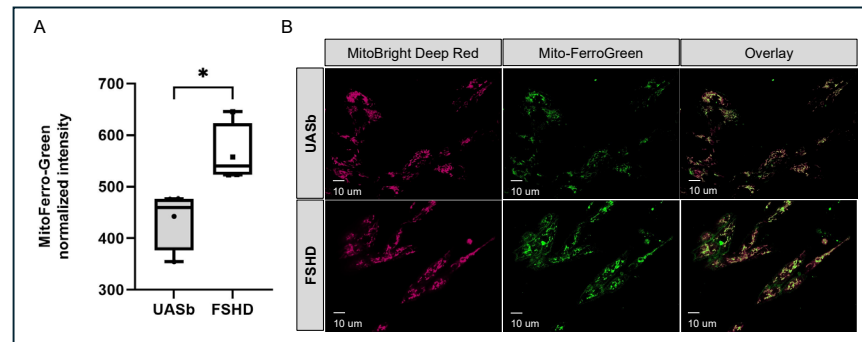 A
MitoFerro-Green
normalized intensity
700
600
500
400
300
*
UASb
FSHD
B
MitoBright Deep Red
Mito-FerroGreen
Overlay
UASb
10 um
10 um
10 um
FSHD
10 um
10 um
10 um